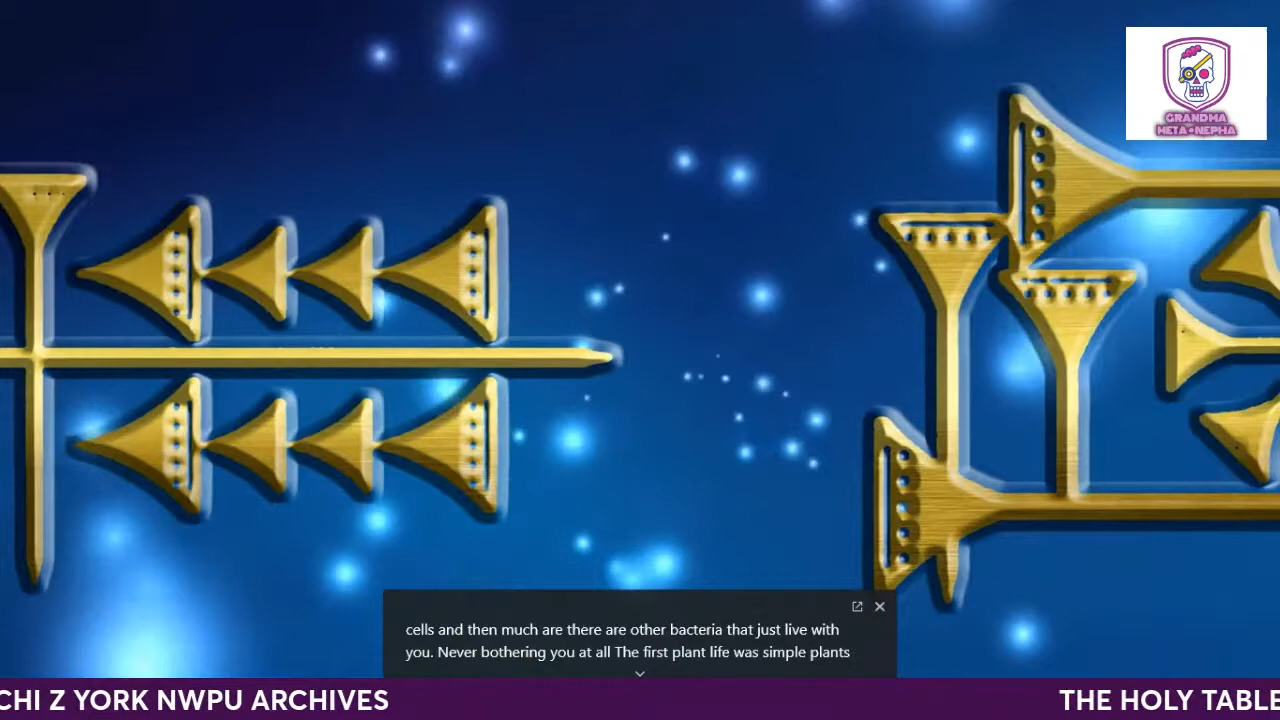 GRANDMA
META•NEPHA
cells and then much are there are other bacteria that just live with
you. Never bothering you at all The first plant life was simple plants
CHI Z YORK NWPU ARCHIVES
THE HOLY TABLE